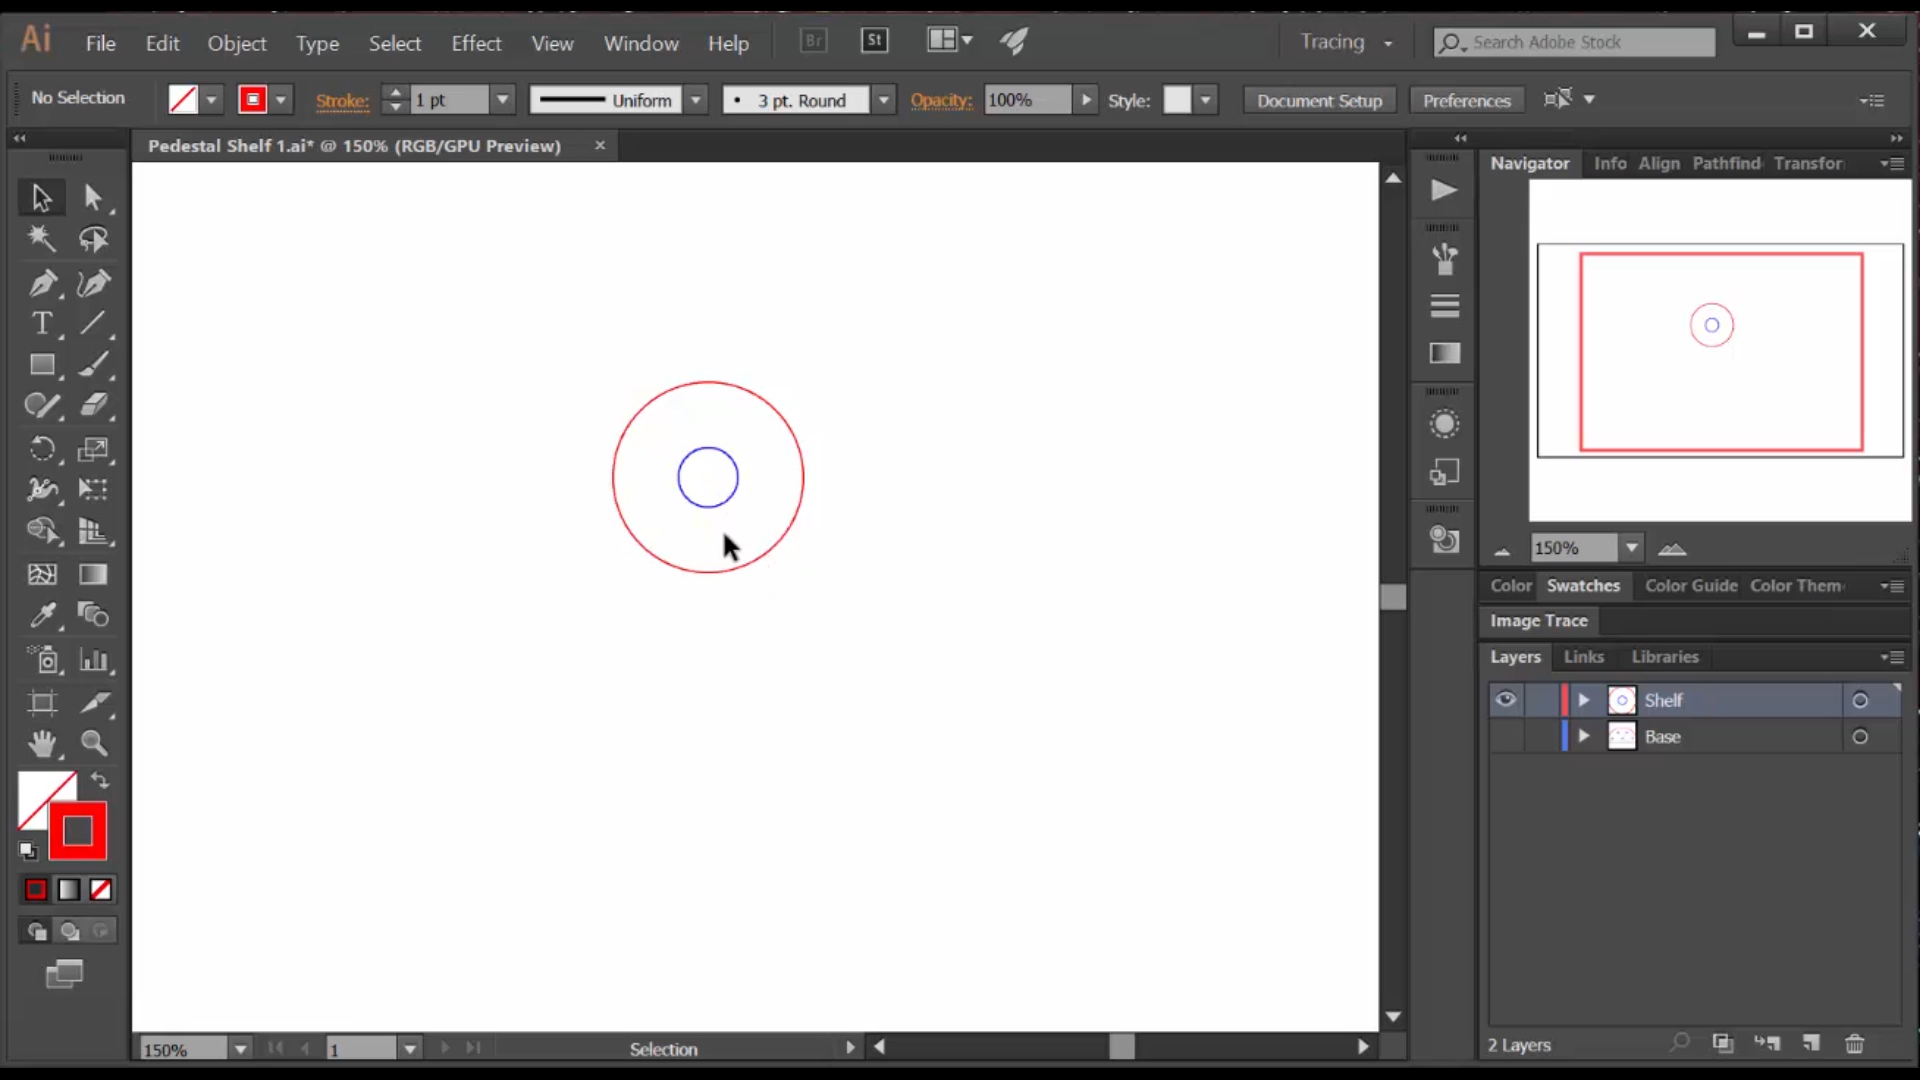 Ai File Edit Object Type Select Effect View Window Help Br St Tracing Search Adobe Stock
No Selection Stroke: 1 pt Uniform 3 pt. Round Opacity: 100% Style: Document Setup Preferences
Pedestal Shelf 1.ai* @ 150% (RGB/GPU Preview)
Navigator Info Align Pathfind Transfor
150%
Color Swatches Color Guide Color Them
Image Trace
Layers Links Libraries
Shelf
Base
2 Layers
150% 1 Selection